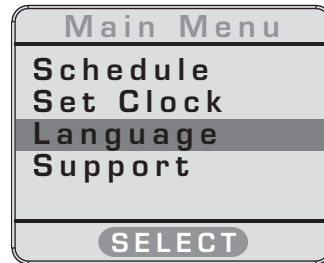 Main Menu
Schedule
Set Clock
Language
Support
SELECT